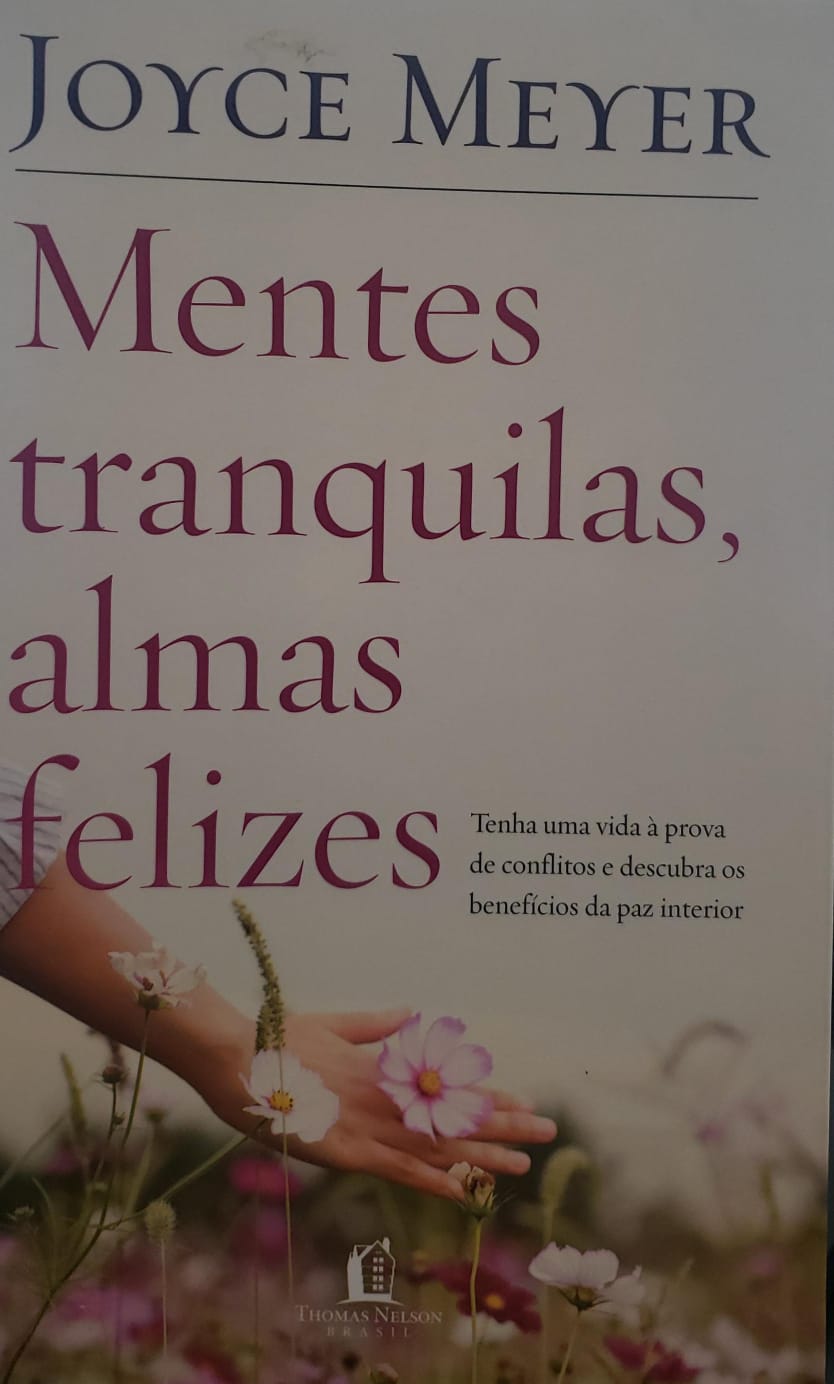 JOYCE MEYER
Mentes
tranquilas,
almas
felizes
Tenha uma vida à prova
de conflitos e descubra os
benefícios da paz interior
THOMAS NELSON
BRASIL